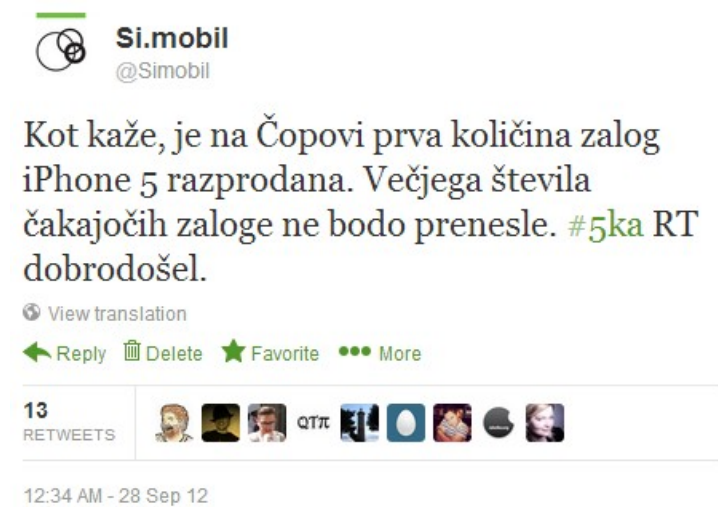 Si.mobil
@Simobil
Kot kaže, je na Čopovi prva količina zalog
iPhone 5 razprodana. Večjega števila
čakajočih zaloge ne bodo prenesle. #5ka RT
dobrodošel.
View translation
Reply Delete Favorite More
13
RETWEETS
QTπ
12:34 AM - 28 Sep 12